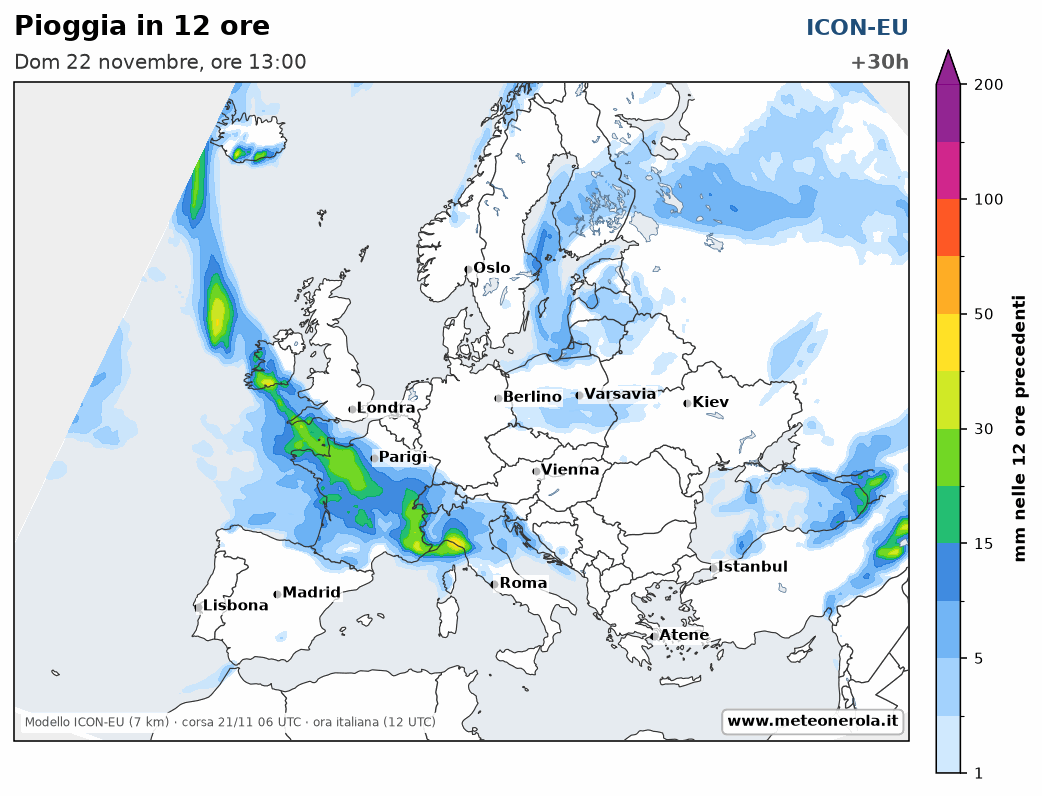 Pioggia in 12 ore
ICON-EU
Dom 22 novembre, ore 13:00
+30h
200
100
50
30
15
5
1
mm nelle 12 ore precedenti
Oslo
Londra
Berlino
Varsavia
Kiev
Parigi
Vienna
Istanbul
Roma
Madrid
Lisbona
Atene
Modello ICON-EU (7 km) · corsa 21/11 06 UTC · ora italiana (12 UTC)
www.meteonerola.it